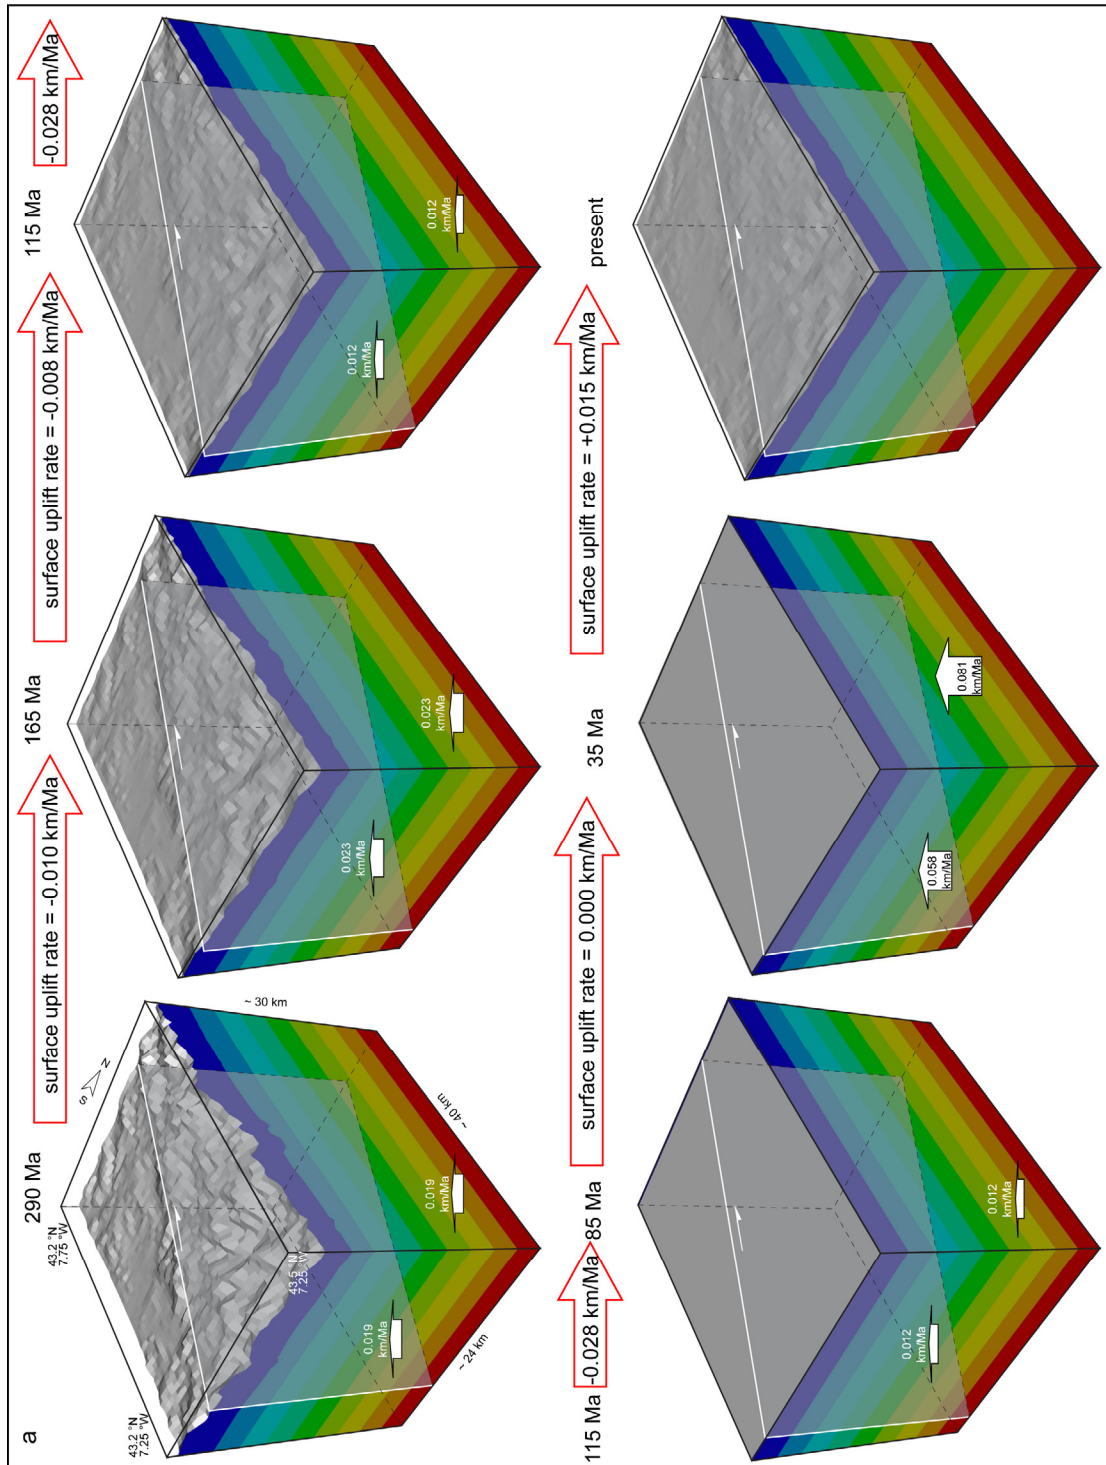 a
290 Ma
surface uplift rate = -0.010 km/Ma
165 Ma
surface uplift rate = -0.008 km/Ma
115 Ma
-0.028 km/Ma
43.2 °N
7.25 °W
43.2 °N
7.75 °W
S
N
43.5 °N
7.25 °W
~ 30 km
~ 40 km
~ 24 km
0.019
km/Ma
0.019
km/Ma
0.023
km/Ma
0.023
km/Ma
0.012
km/Ma
0.012
km/Ma
115 Ma
-0.028 km/Ma
85 Ma
surface uplift rate = 0.000 km/Ma
35 Ma
surface uplift rate = +0.015 km/Ma
present
0.012
km/Ma
0.012
km/Ma
0.058
km/Ma
0.081
km/Ma